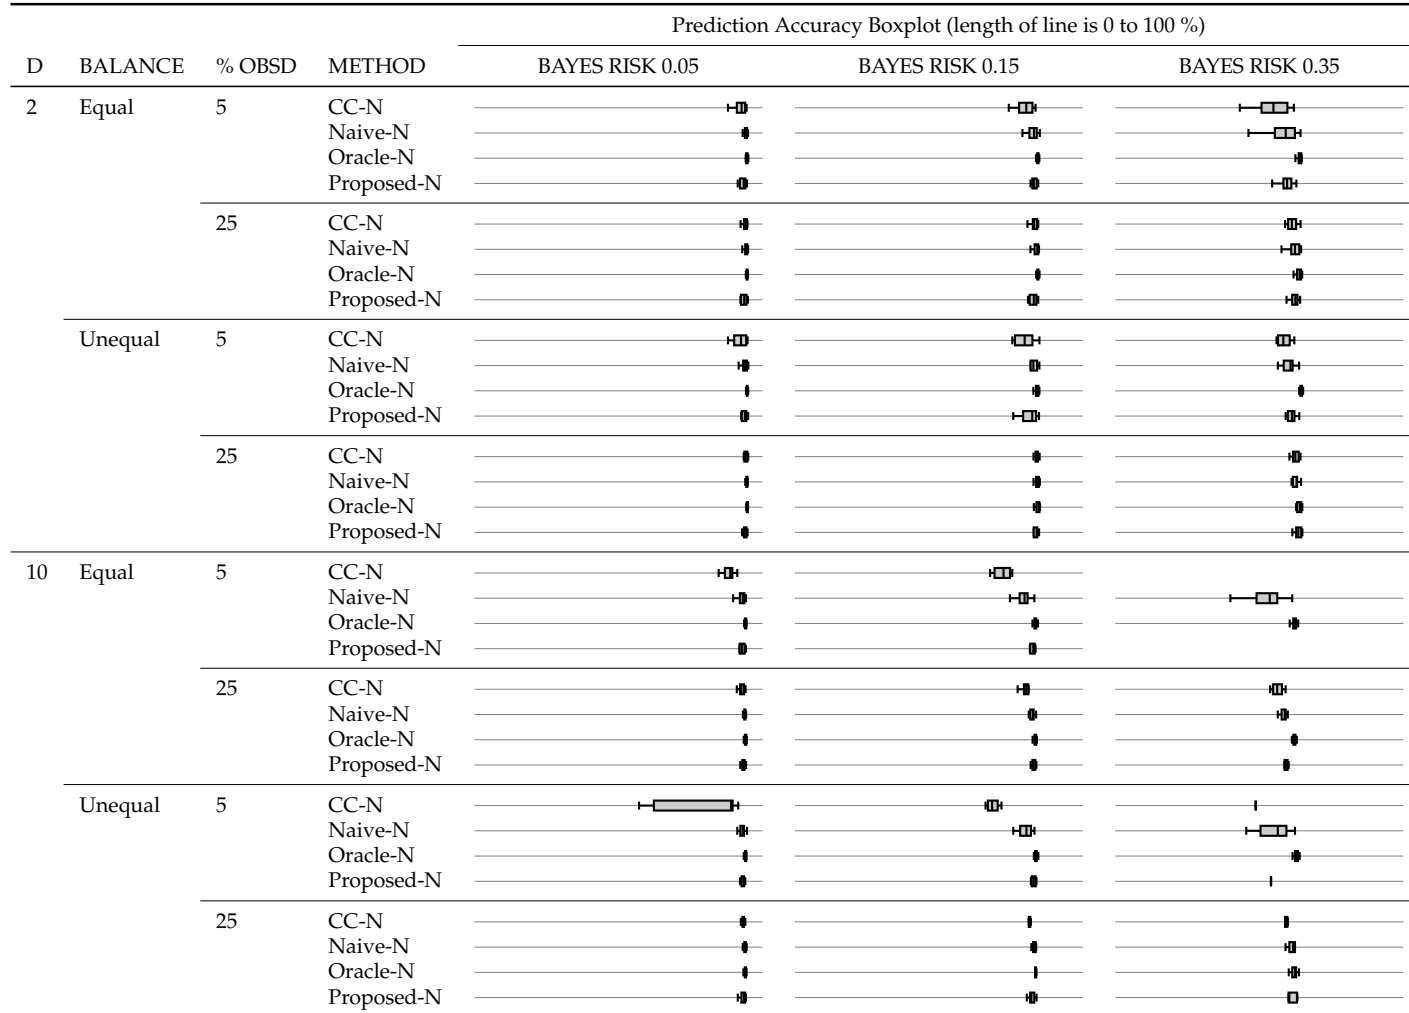 Prediction Accuracy Boxplot (length of line is 0 to 100 %)
D BALANCE % OBSD METHOD BAYES RISK 0.05 BAYES RISK 0.15 BAYES RISK 0.35
2 Equal 5 CC-N
Naive-N
Oracle-N
Proposed-N
25 CC-N
Naive-N
Oracle-N
Proposed-N
Unequal 5 CC-N
Naive-N
Oracle-N
Proposed-N
25 CC-N
Naive-N
Oracle-N
Proposed-N
10 Equal 5 CC-N
Naive-N
Oracle-N
Proposed-N
25 CC-N
Naive-N
Oracle-N
Proposed-N
Unequal 5 CC-N
Naive-N
Oracle-N
Proposed-N
25 CC-N
Naive-N
Oracle-N
Proposed-N